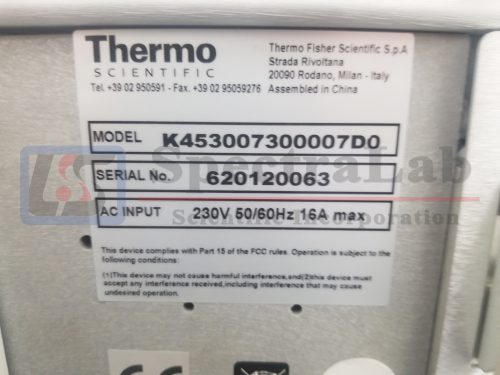 Thermo
SCIENTIFIC
Tel. +39 02 950591 - Fax. +39 02 95059276
Thermo Fisher Scientific S.p.A
Strada Rivoltana
20090 Rodano, Milan - Italy
Assembled in China
MODEL K453007300007D0
SERIAL No. 620120063
AC INPUT 230V 50/60Hz 16A max
This device complies with Part 15 of the FCC rules. Operation is subject to the
following conditions:
(1)This device may not cause harmful interference,and(2)this device must
accept any interference received,including interference that may cause
undesired operation.
CE
SpectraLab
Scientific Incorporation